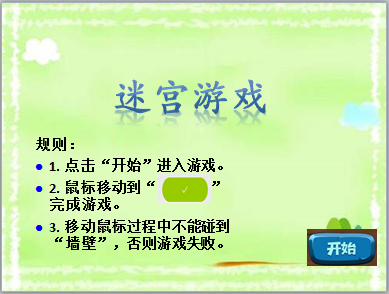 迷宫游戏
规则：
1. 点击“开始”进入游戏。
2. 鼠标移动到“✓”
完成游戏。
3. 移动鼠标过程中不能碰到
“墙壁”，否则游戏失败。
开始